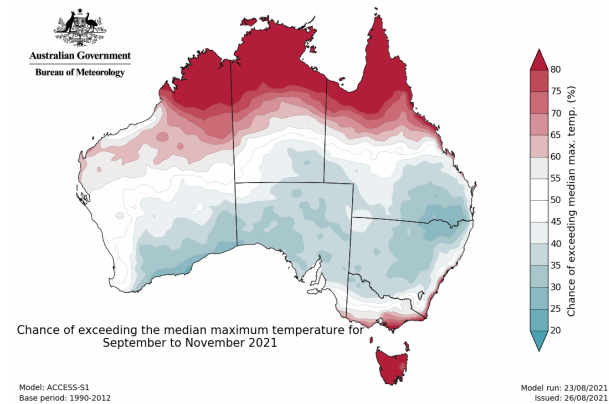 Australian Government
Bureau of Meteorology
80
75
70
65
60
55
50
45
40
35
30
25
20
Chance of exceeding median max. temp. (%)
Chance of exceeding the median maximum temperature for
September to November 2021
Model: ACCESS-S1
Base period: 1990-2012
Model run: 23/08/2021
Issued: 26/08/2021